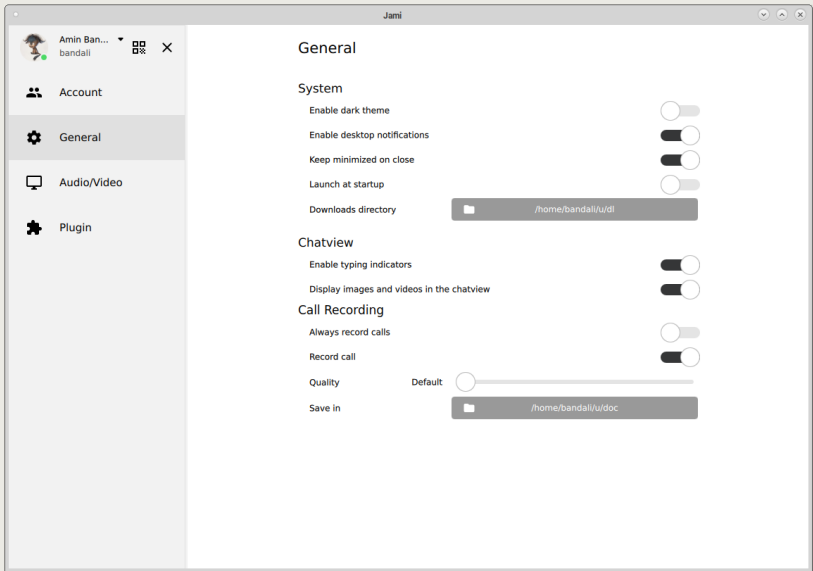 Jami
Amin Ban...
bandali
Account
General
Audio/Video
Plugin
General
System
Enable dark theme
Enable desktop notifications
Keep minimized on close
Launch at startup
Downloads directory /home/bandali/u/dl
Chatview
Enable typing indicators
Display images and videos in the chatview
Call Recording
Always record calls
Record call
Quality Default
Save in /home/bandali/u/doc